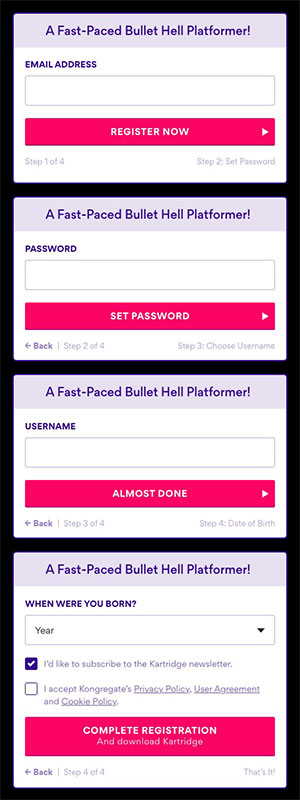 A Fast-Paced Bullet Hell Platformer!
EMAIL ADDRESS
REGISTER NOW
Step 1 of 4 Step 2: Set Password
A Fast-Paced Bullet Hell Platformer!
PASSWORD
SET PASSWORD
← Back | Step 2 of 4 Step 3: Choose Username
A Fast-Paced Bullet Hell Platformer!
USERNAME
ALMOST DONE
← Back | Step 3 of 4 Step 4: Date of Birth
A Fast-Paced Bullet Hell Platformer!
WHEN WERE YOU BORN?
Year
I'd like to subscribe to the Kartridge newsletter.
I accept Kongregate's Privacy Policy, User Agreement
and Cookie Policy.
COMPLETE REGISTRATION
And download Kartridge
← Back | Step 4 of 4 That's It!